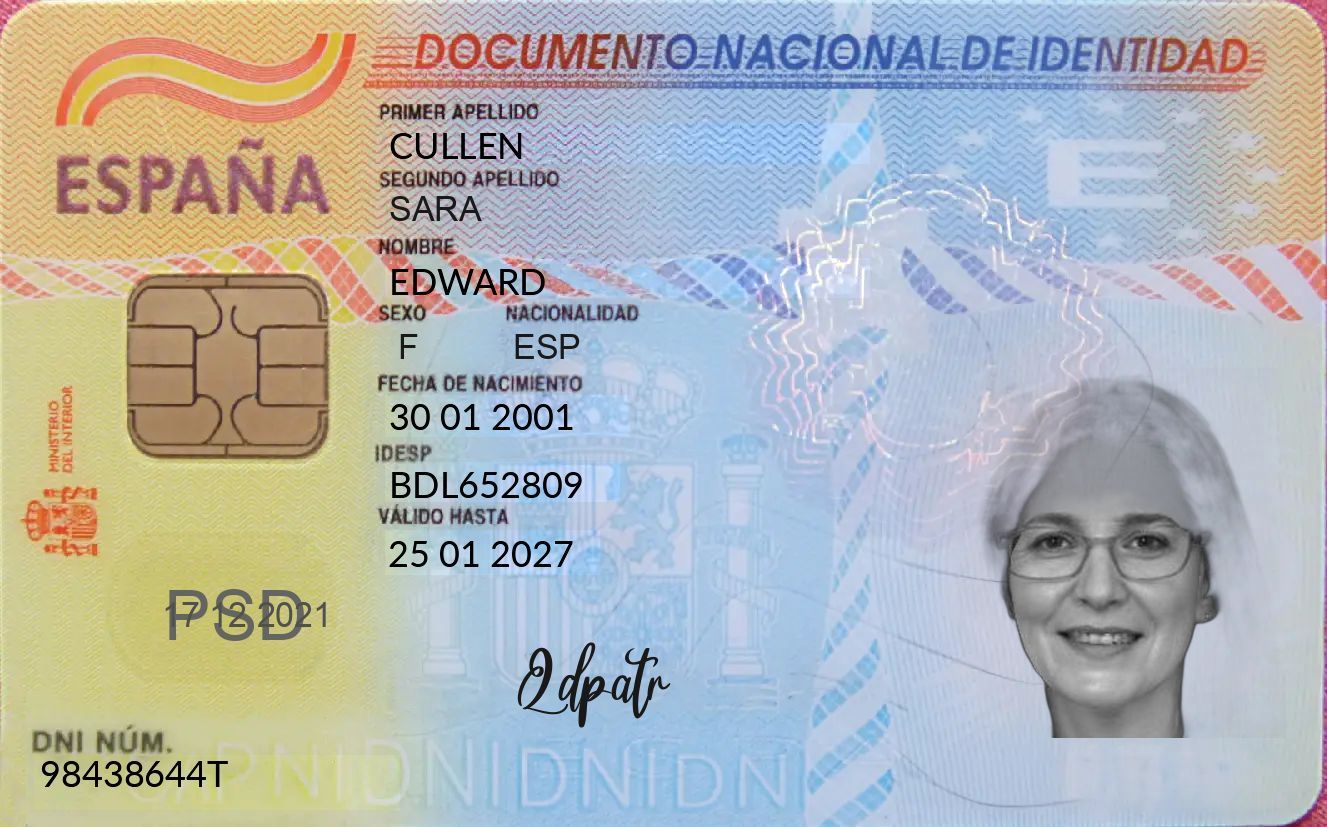 DOCUMENTO NACIONAL DE IDENTIDAD
ESPAÑA
PRIMER APELLIDO
CULLEN
SEGUNDO APELLIDO
SARA
NOMBRE
EDWARD
SEXO NACIONALIDAD
F ESP
FECHA DE NACIMIENTO
30 01 2001
IDESP
BDL652809
VÁLIDO HASTA
25 01 2027
MINISTERIO
DEL INTERIOR
E
PSD
17 12 2021
Qdpatr
DNI NÚM.
98438644T
DNIDNIDNIDN